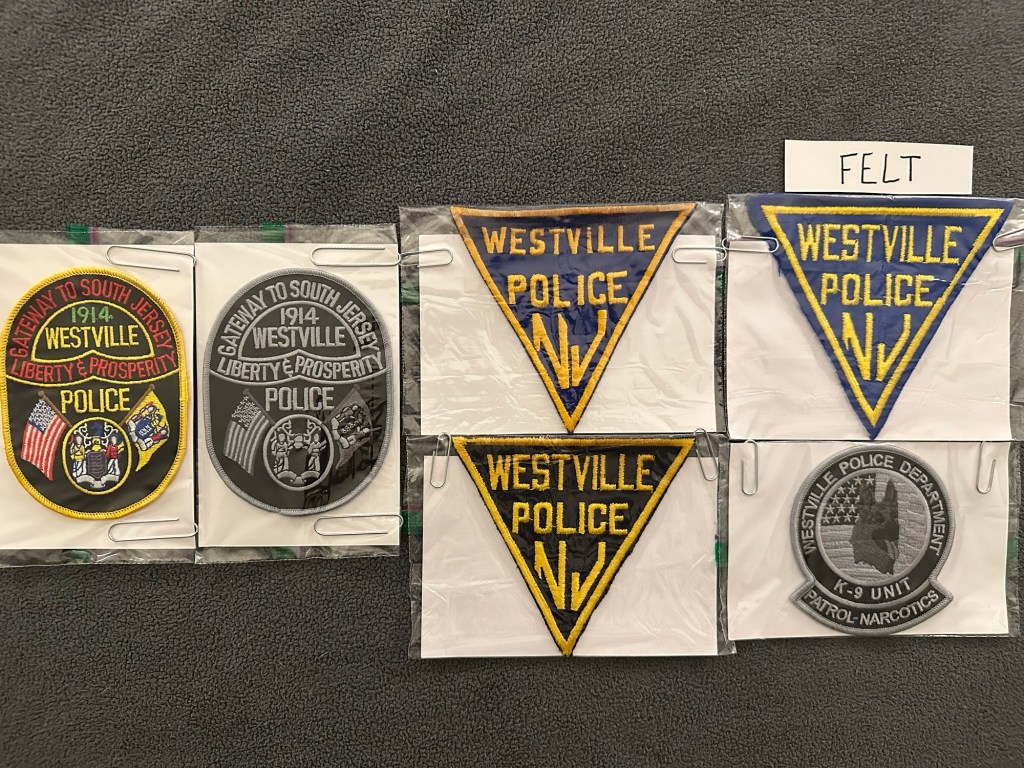 FELT
GATEWAY TO SOUTH JERSEY
1914
WESTVILLE
LIBERTY & PROSPERITY
POLICE
GATEWAY TO SOUTH JERSEY
1914
WESTVILLE
LIBERTY & PROSPERITY
POLICE
WESTVILLE
POLICE
NJ
WESTVILLE
POLICE
NJ
WESTVILLE
POLICE
NJ
WESTVILLE POLICE DEPARTMENT
K-9 UNIT
PATROL-NARCOTICS